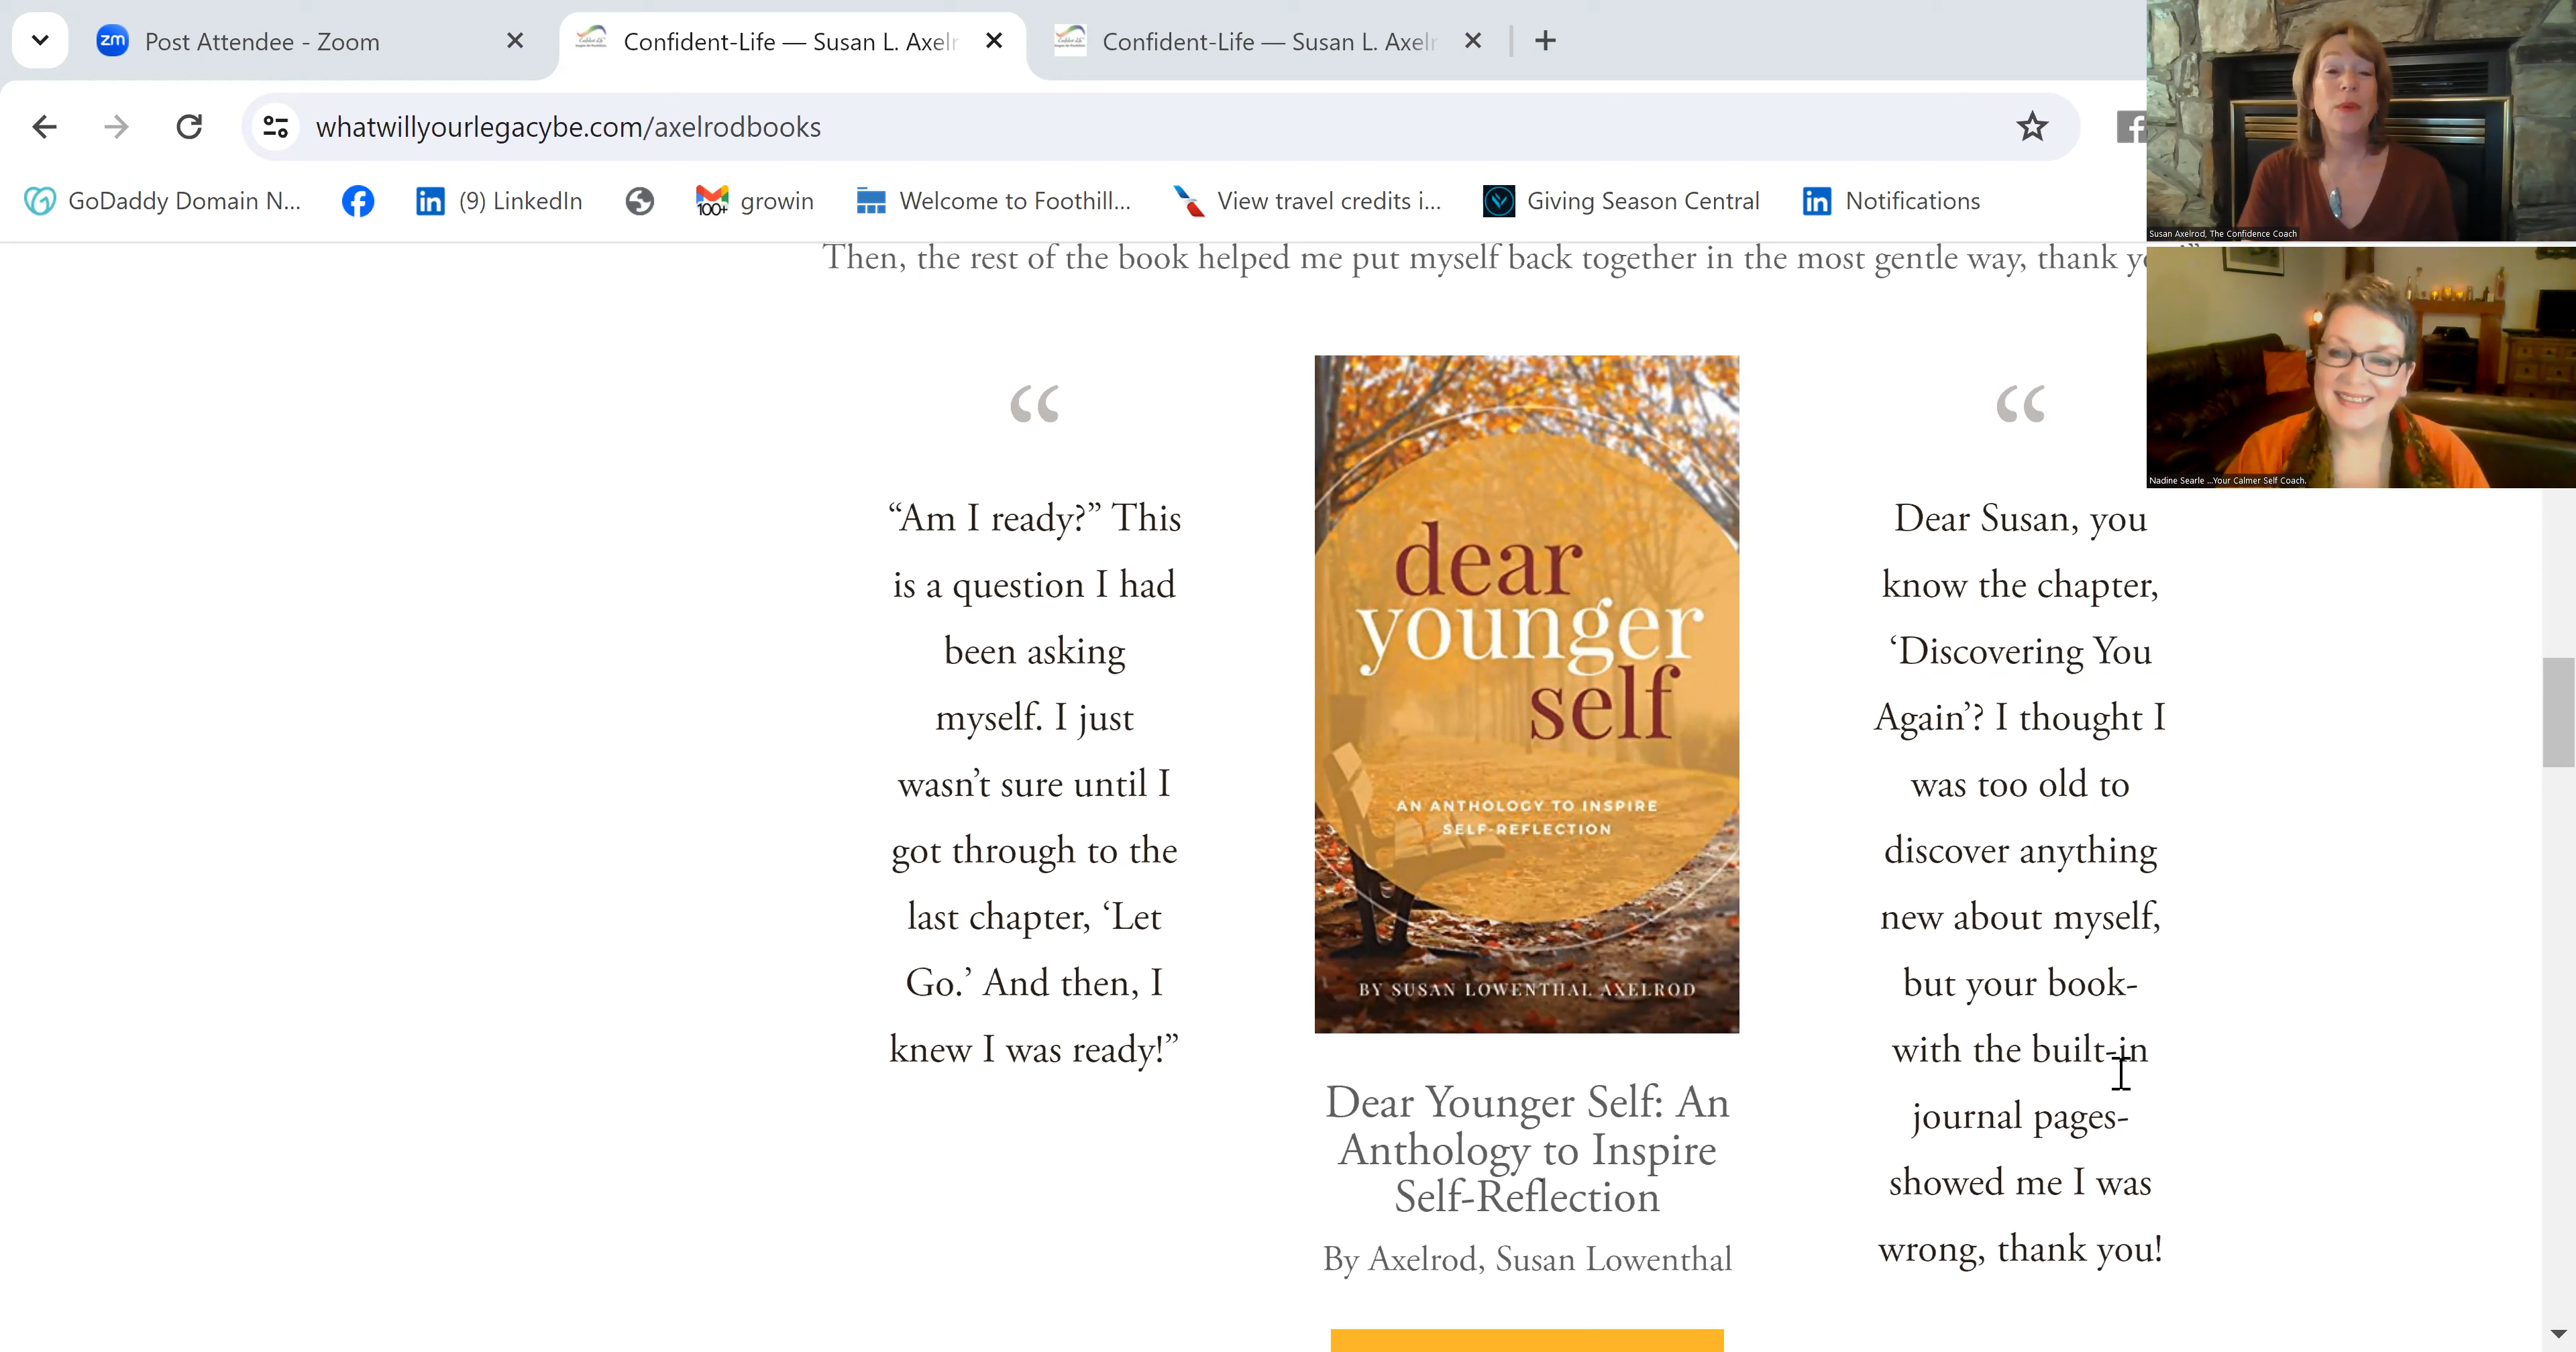 zm Post Attendee - Zoom
Confident-Life — Susan L. Axelr
Confident-Life — Susan L. Axelr
whatwillyourlegacybe.com/axelrodbooks
GoDaddy Domain N...
(9) LinkedIn
100+ growin
Welcome to Foothill...
View travel credits i...
Giving Season Central
Notifications
Susan Axelrod, The Confidence Coach
Nadine Searle ...Your Calmer Self Coach.
Then, the rest of the book helped me put myself back together in the most gentle way, thank yo
“
“Am I ready?” This
is a question I had
been asking
myself. I just
wasn’t sure until I
got through to the
last chapter, ‘Let
Go.’ And then, I
knew I was ready!”
dear
younger
self
AN ANTHOLOGY TO INSPIRE
SELF-REFLECTION
BY SUSAN LOWENTHAL AXELROD
Dear Younger Self: An
Anthology to Inspire
Self-Reflection
By Axelrod, Susan Lowenthal
“
Dear Susan, you
know the chapter,
‘Discovering You
Again’? I thought I
was too old to
discover anything
new about myself,
but your book-
with the built-in
journal pages-
showed me I was
wrong, thank you!